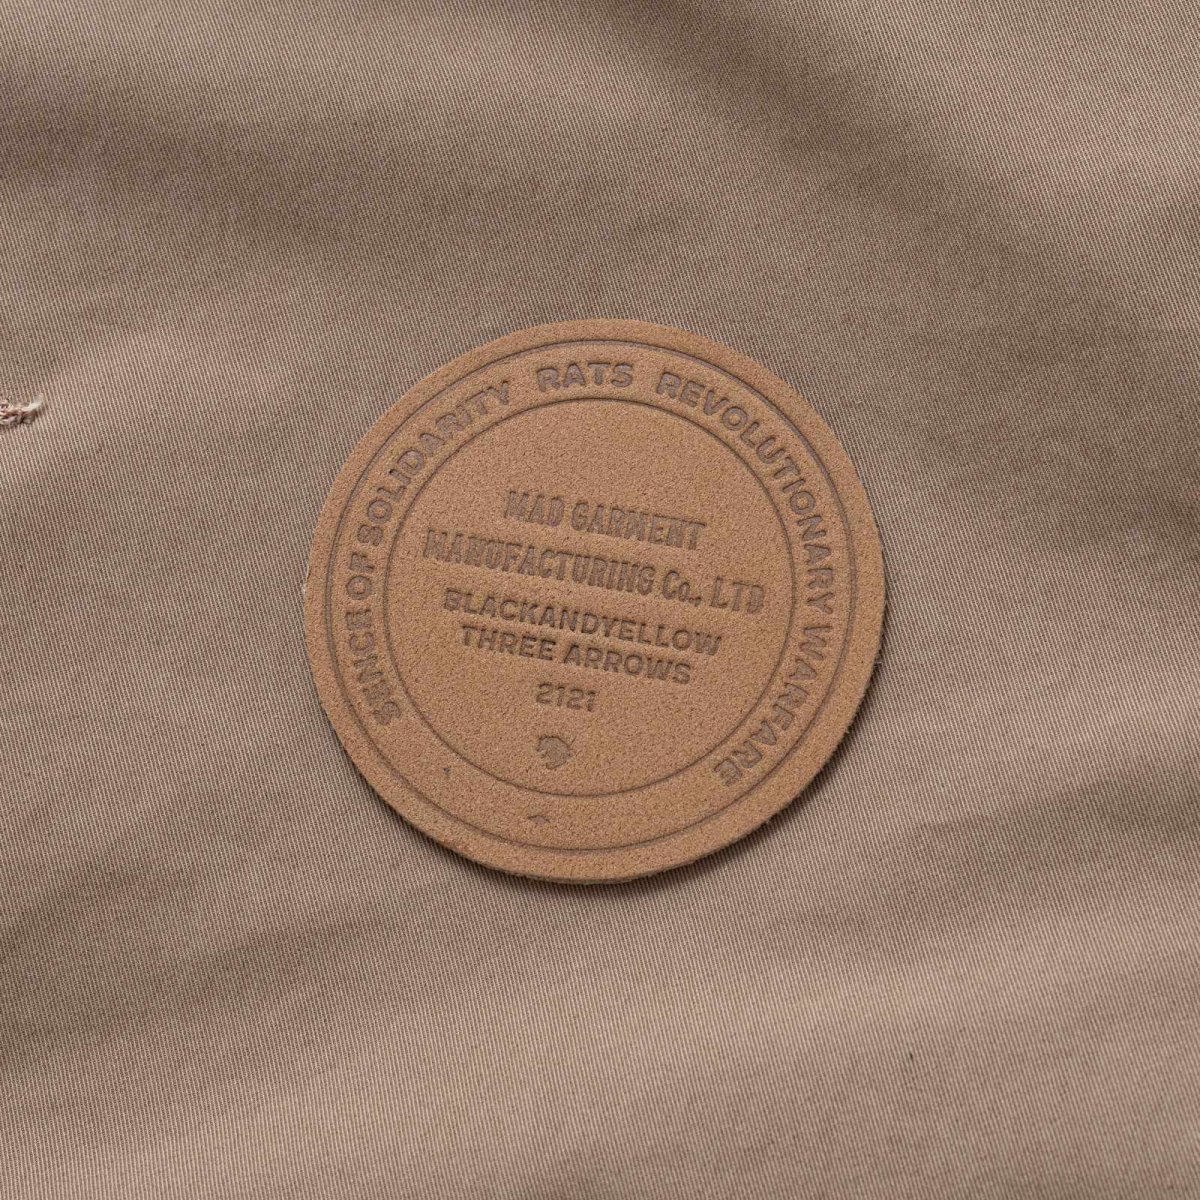 SENCE OF SOLIDARITY RATS REVOLUTIONARY WARFARE
MAD GARMENT
MANUFACTURING Co., LTD
BLACKANDYELLOW
THREE ARROWS
2121